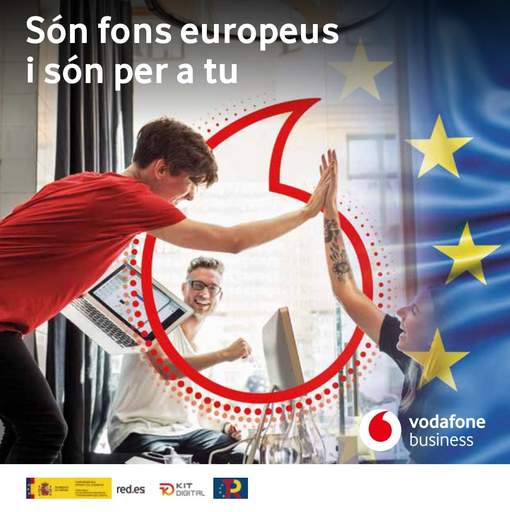 Són fons europeus
i són per a tu
vodafone
business
red.es
KIT
DIGITAL